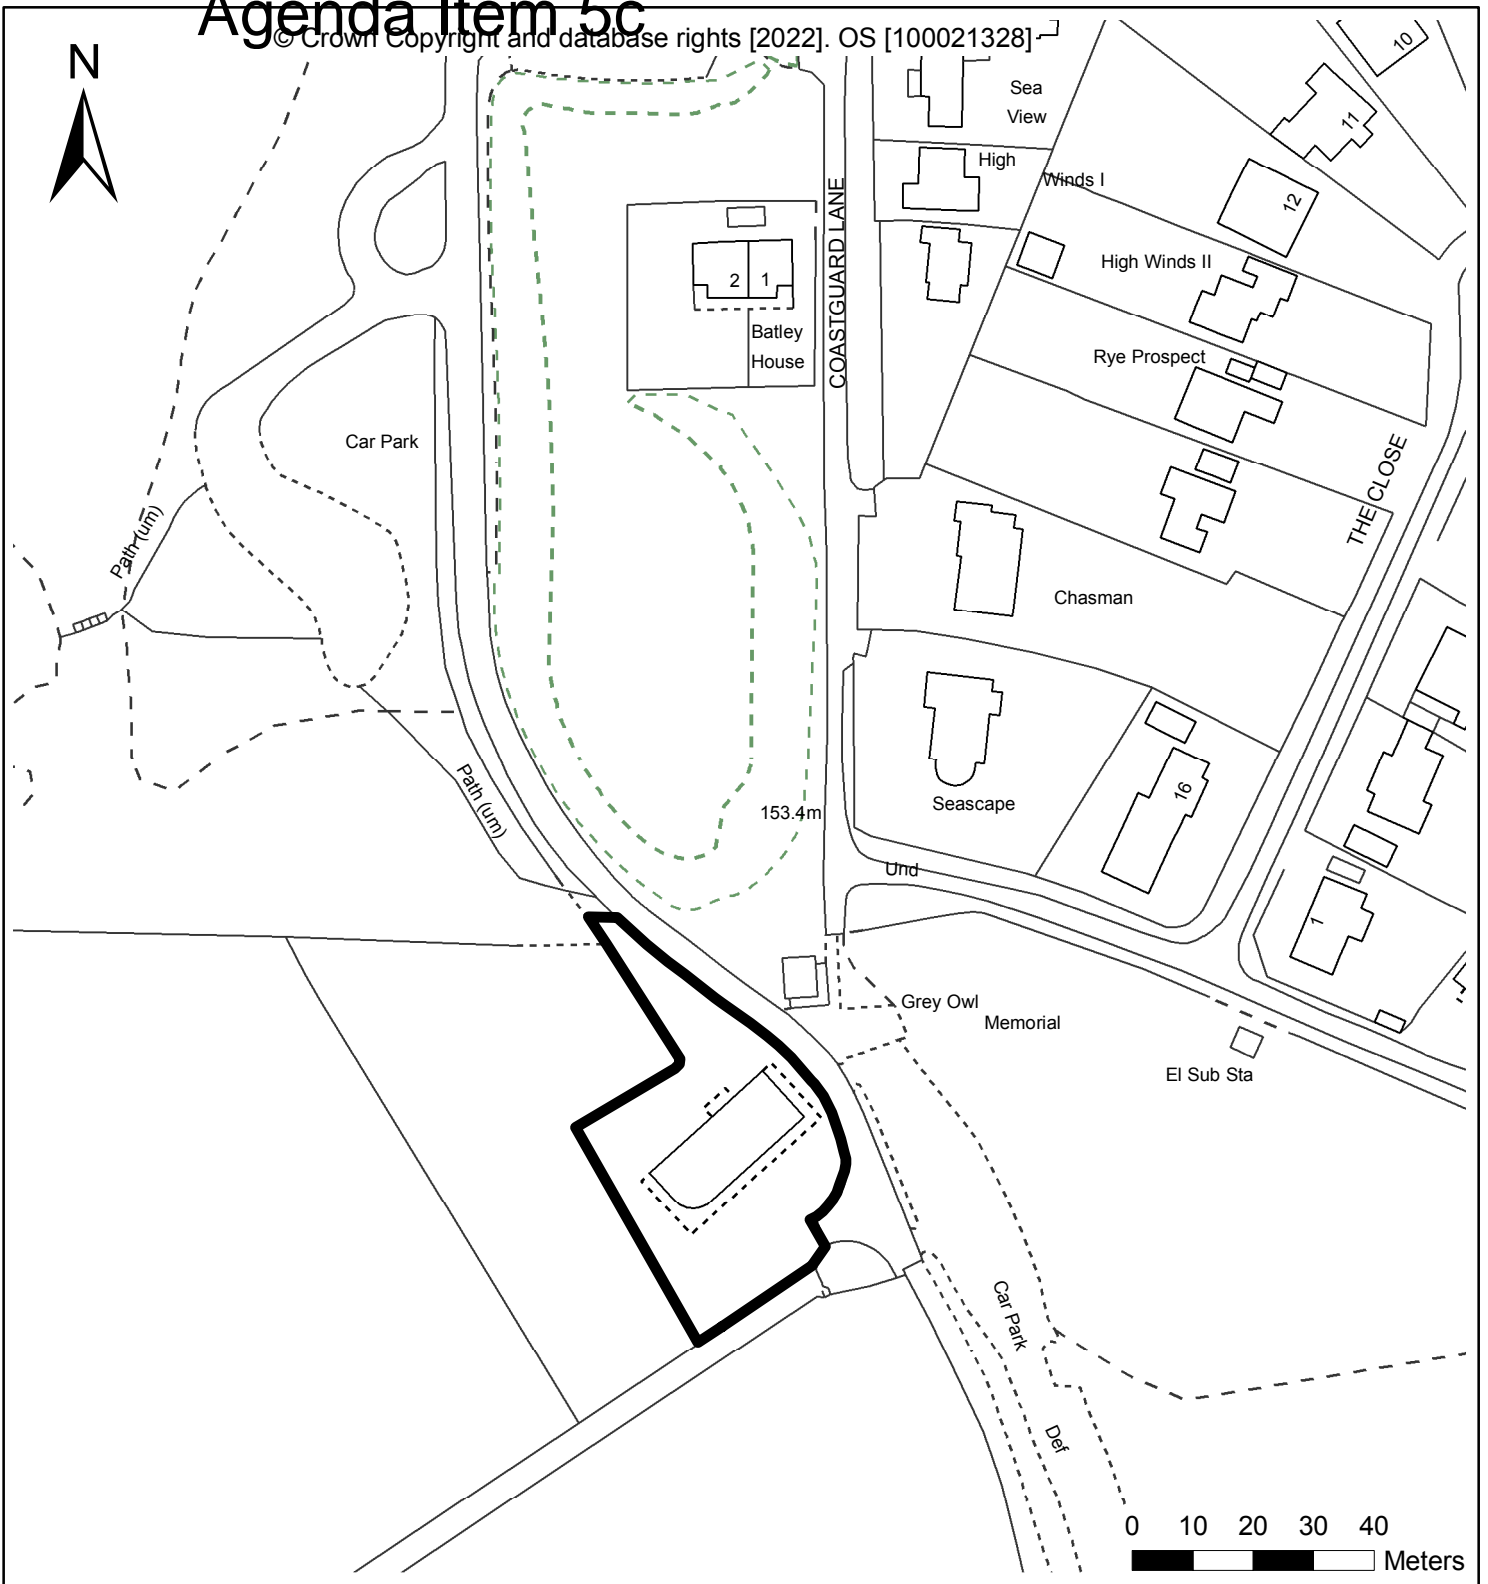 Agenda Item 5c
© Crown Copyright and database rights [2022]. OS [100021328]
N
10
Sea
View
11
High
Winds I
12
COASTGUARD LANE
High Winds II
2
1
Batley
House
Rye Prospect
Car Park
THE CLOSE
Path (um)
Chasman
Path (um)
16
Seascape
153.4m
Und
1
Grey Owl
Memorial
El Sub Sta
Car Park
Def
0 10 20 30 40
Meters